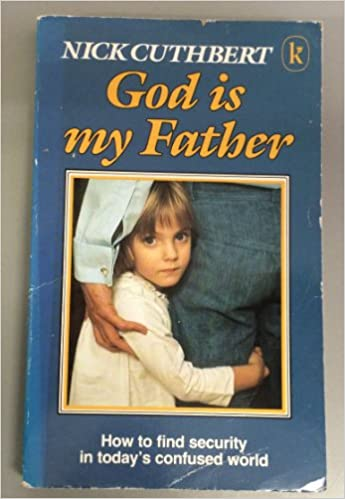 NICK CUTHBERT
k
God is
my Father
How to find security
in today's confused world